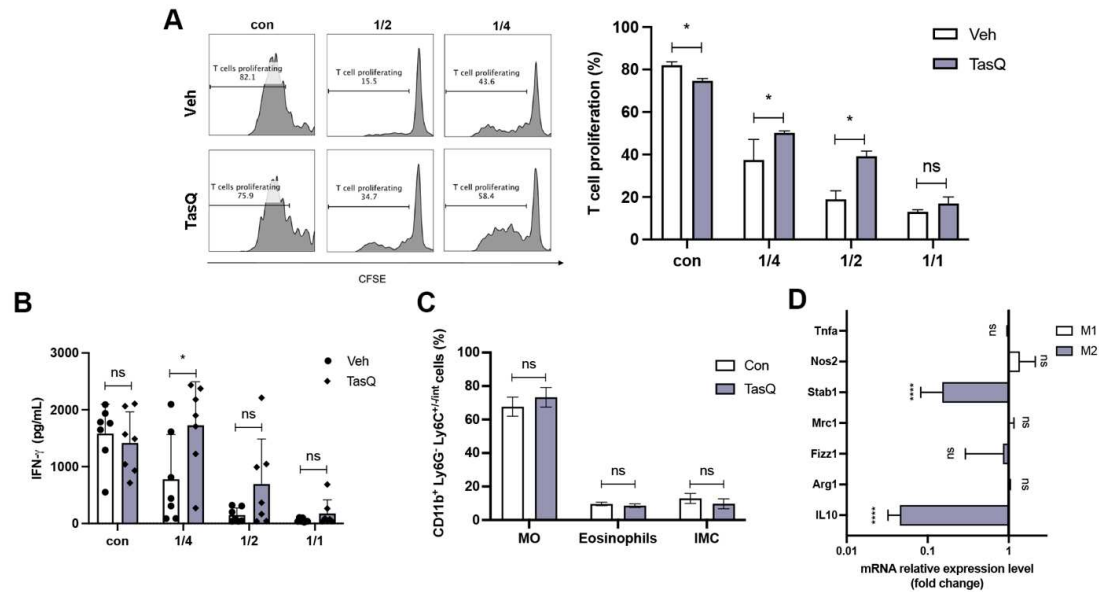 A
con
1/2
1/4
Veh
T cells proliferating
82.1
T cell proliferating
15.5
T cell proliferating
43.6
TasQ
T cells proliferating
75.9
T cell proliferating
34.7
T cell proliferating
58.4
CFSE
T cell proliferation (%)
100
80
60
40
20
0
*
*
*
ns
con
1/4
1/2
1/1
Veh
TasQ
B
IFN-γ (pg/mL)
3000
2000
1000
0
ns
*
ns
ns
con
1/4
1/2
1/1
Veh
TasQ
C
CD11b+ Ly6G- Ly6C+/-/int cells (%)
100
80
60
40
20
0
ns
ns
ns
MO
Eosinophils
IMC
Con
TasQ
D
Tnfa
ns
Nos2
ns
Stab1
****
Mrc1
ns
Fizz1
ns
Arg1
ns
IL10
****
0.01
0.1
1
mRNA relative expression level
(fold change)
M1
M2